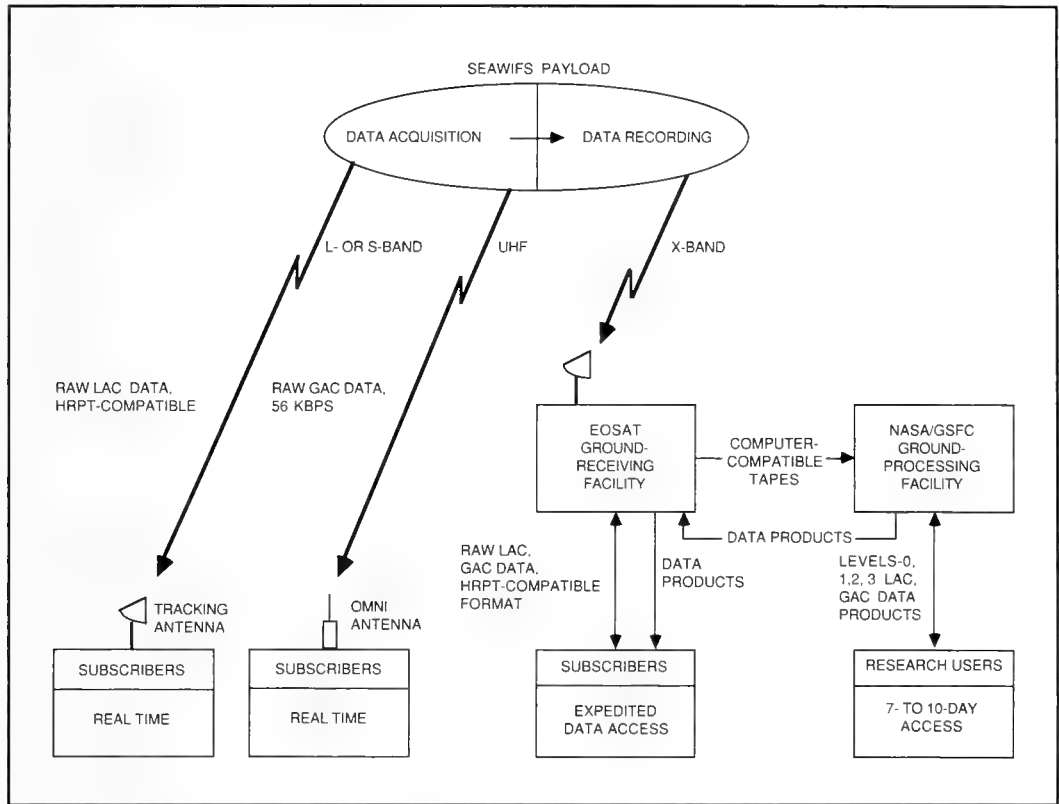 SEAWIFS PAYLOAD
DATA ACQUISITION
DATA RECORDING
L- OR S-BAND
UHF
X-BAND
RAW LAC DATA,
HRPT-COMPATIBLE
RAW GAC DATA,
56 KBPS
EOSAT
GROUND-
RECEIVING
FACILITY
COMPUTER-
COMPATIBLE
TAPES
NASA/GSFC
GROUND-
PROCESSING
FACILITY
DATA PRODUCTS
RAW LAC,
GAC DATA,
HRPT-COMPATIBLE
FORMAT
DATA
PRODUCTS
LEVELS-0,
1,2, 3 LAC,
GAC DATA
PRODUCTS
TRACKING
ANTENNA
OMNI
ANTENNA
SUBSCRIBERS
REAL TIME
SUBSCRIBERS
REAL TIME
SUBSCRIBERS
EXPEDITED
DATA ACCESS
RESEARCH USERS
7- TO 10-DAY
ACCESS